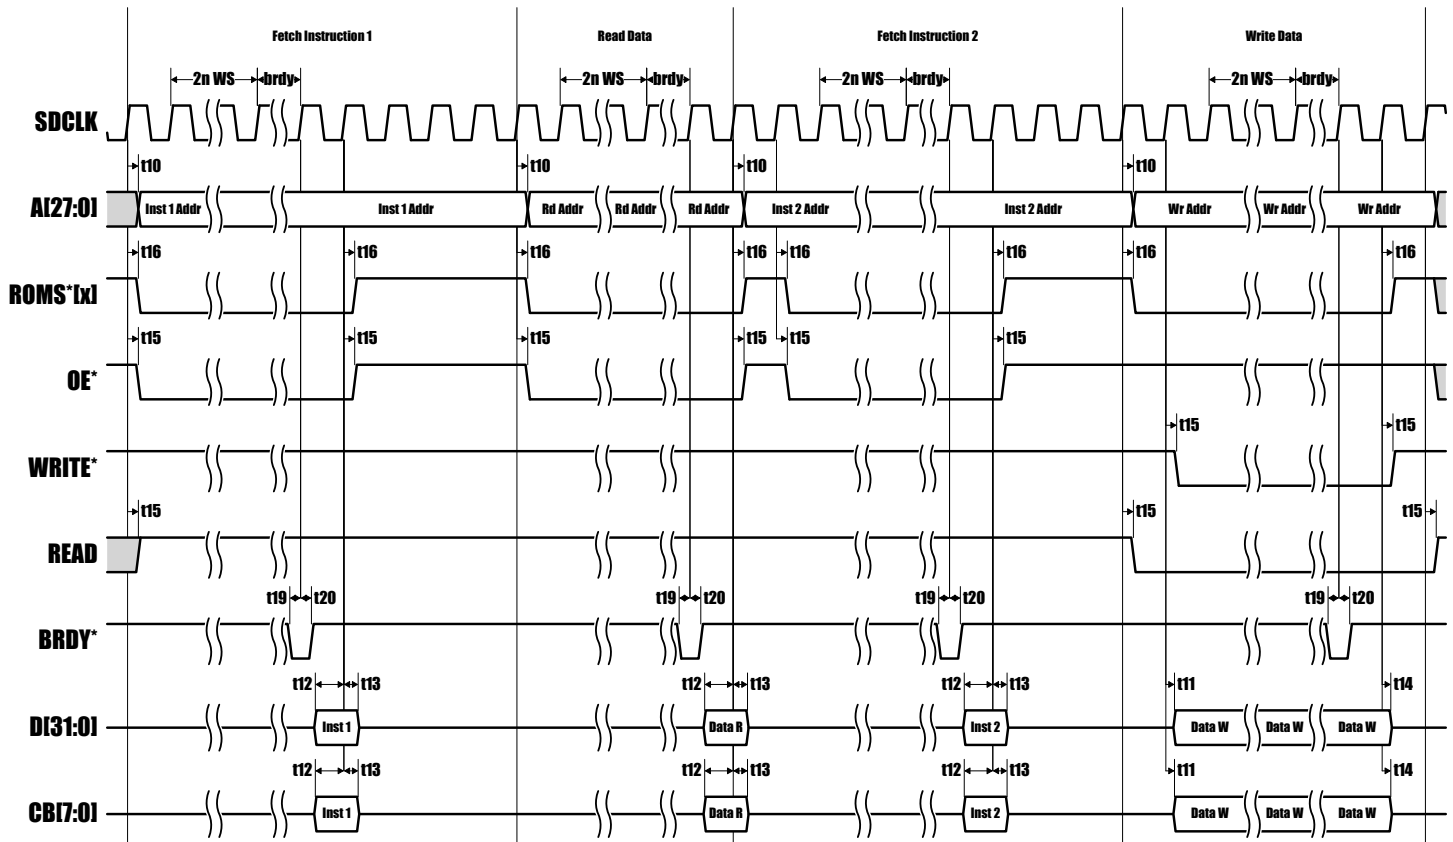 Fetch Instruction 1 Read Data Fetch Instruction 2 Write Data
2n WS brdy 2n WS brdy 2n WS brdy 2n WS brdy
SDCLK
t10 t10 t10 t10
A[27:0] Inst 1 Addr Inst 1 Addr Rd Addr Rd Addr Rd Addr Inst 2 Addr Inst 2 Addr Wr Addr Wr Addr Wr Addr
t16 t16 t16 t16 t16 t16 t16 t16
ROMS*[x]
t15 t15 t15 t15 t15 t15
OE*
t15 t15
WRITE*
t15 t15 t15
READ
t19 t20 t19 t20 t19 t20 t19 t20
BRDY*
t12 t13 t12 t13 t12 t13 t11 t14
D[31:0] Inst 1 Data R Inst 2 Data W Data W Data W
t12 t13 t12 t13 t12 t13 t11 t14
CB[7:0] Inst 1 Data R Inst 2 Data W Data W Data W